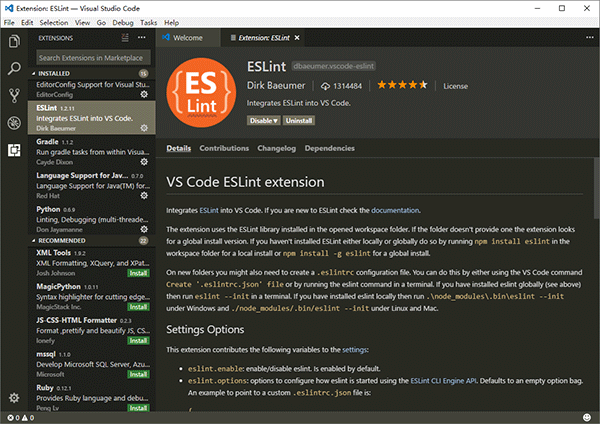 Extension: ESLint — Visual Studio Code
File Edit Selection View Go Debug Tasks Help
EXTENSIONS
Search Extensions in Marketplace
INSTALLED 15
EditorConfig Support for Visual Stu...
EditorConfig
ESLint 1.2.11
Integrates ESLint into VS Code.
Dirk Baeumer
Gradle 1.1.2
Run gradle tasks from within Visua...
Cayde Dixon
Language Support for Jav... 0.7.0
Language Support for Java(TM) for...
Red Hat
Python 0.6.9
Linting, Debugging (multi-threade...
Don Jayamanne
RECOMMENDED 22
XML Tools 1.9.2
XML Formatting, XQuery, and XPat...
Josh Johnson Install
MagicPython 1.0.11
Syntax highlighter for cutting edge...
MagicStack Inc. Install
JS-CSS-HTML Formatter 0.2.3
Format ,prettify and beautify JS, CS...
lonefy Install
mssql 1.1.0
Develop Microsoft SQL Server, Azu...
Microsoft Install
Ruby 0.12.1
Provides Ruby language and debu...
Peng Lv Install
0 0
Welcome
Extension: ESLint
ES
Lint
ESLint dbaeumer.vscode-eslint
Dirk Baeumer 1314484 License
Integrates ESLint into VS Code.
Disable Uninstall
Details Contributions Changelog Dependencies
VS Code ESLint extension
Integrates ESLint into VS Code. If you are new to ESLint check the documentation.
The extension uses the ESLint library installed in the opened workspace folder. If the folder doesn't provide one the extension looks
for a global install version. If you haven't installed ESLint either locally or globally do so by running npm install eslint in the
workspace folder for a local install or npm install -g eslint for a global install.
On new folders you might also need to create a .eslintrc configuration file. You can do this by either using the VS Code command
Create '.eslintrc.json' file or by running the eslint command in a terminal. If you have installed eslint globally (see above)
then run eslint --init in a terminal. If you have installed eslint locally then run .\node_modules\.bin\eslint --init
under Windows and ./node_modules/.bin/eslint --init under Linux and Mac.
Settings Options
This extension contributes the following variables to the settings:
• eslint.enable: enable/disable eslint. Is enabled by default.
• eslint.options: options to configure how eslint is started using the ESLint CLI Engine API. Defaults to an empty option bag.
An example to point to a custom .eslintrc.json file is:
{